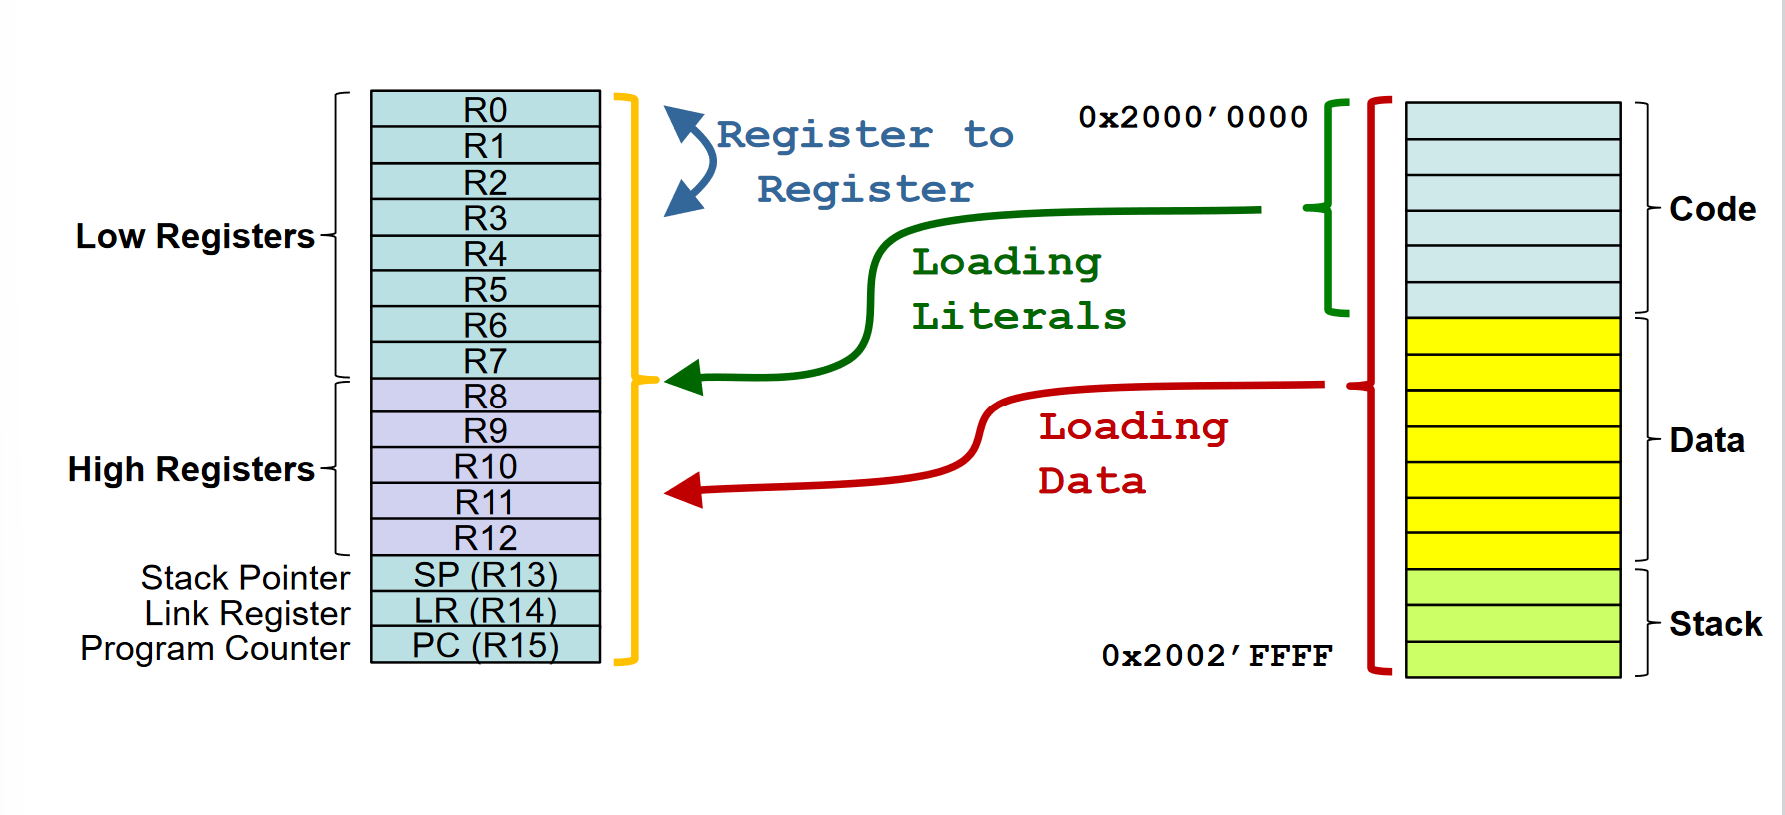 R0
R1
R2
R3
R4
R5
R6
R7
R8
R9
R10
R11
R12
SP (R13)
LR (R14)
PC (R15)
Low Registers
High Registers
Stack Pointer
Link Register
Program Counter
Register to
Register
Loading
Literals
Loading
Data
0x2000’0000
0x2002’FFFF
Code
Data
Stack